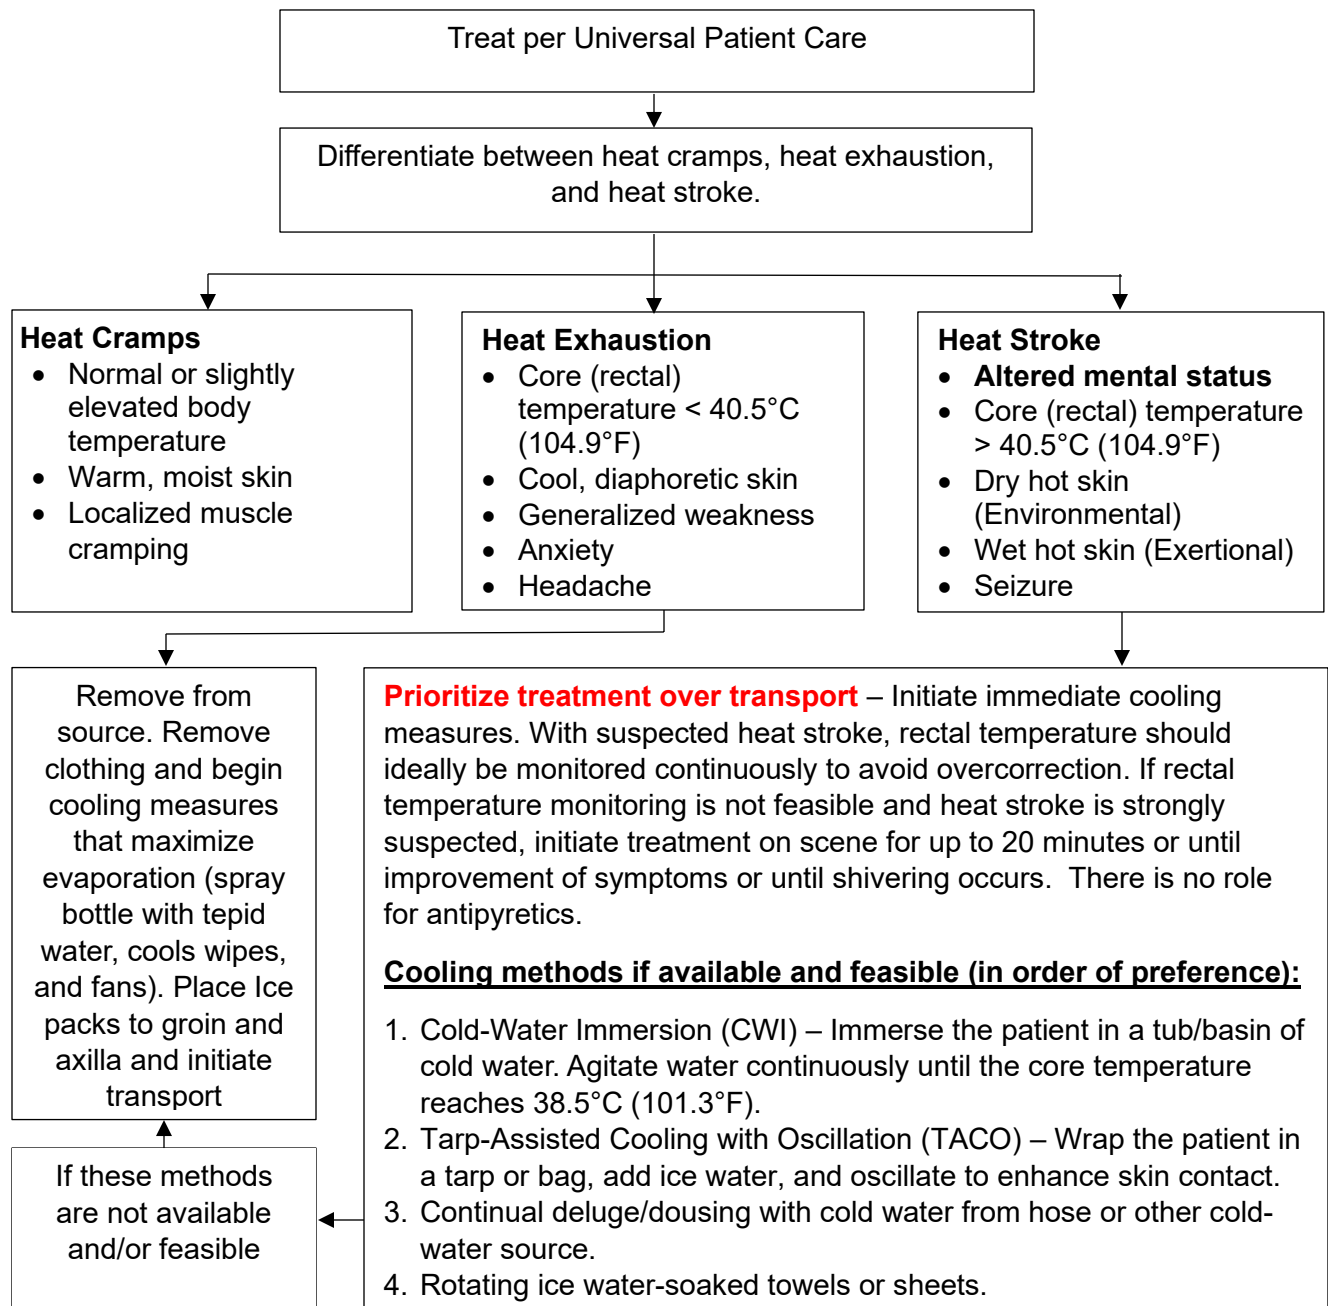 Treat per Universal Patient Care
Differentiate between heat cramps, heat exhaustion,
and heat stroke.
Heat Cramps
• Normal or slightly
elevated body
temperature
• Warm, moist skin
• Localized muscle
cramping
Heat Exhaustion
• Core (rectal)
temperature < 40.5°C
(104.9°F)
• Cool, diaphoretic skin
• Generalized weakness
• Anxiety
• Headache
Heat Stroke
• Altered mental status
• Core (rectal) temperature
> 40.5°C (104.9°F)
• Dry hot skin
(Environmental)
• Wet hot skin (Exertional)
• Seizure
Remove from
source. Remove
clothing and begin
cooling measures
that maximize
evaporation (spray
bottle with tepid
water, cools wipes,
and fans). Place Ice
packs to groin and
axilla and initiate
transport
Prioritize treatment over transport – Initiate immediate cooling
measures. With suspected heat stroke, rectal temperature should
ideally be monitored continuously to avoid overcorrection. If rectal
temperature monitoring is not feasible and heat stroke is strongly
suspected, initiate treatment on scene for up to 20 minutes or until
improvement of symptoms or until shivering occurs.  There is no role
for antipyretics.
Cooling methods if available and feasible (in order of preference):
1. Cold-Water Immersion (CWI) – Immerse the patient in a tub/basin of
cold water. Agitate water continuously until the core temperature
reaches 38.5°C (101.3°F).
2. Tarp-Assisted Cooling with Oscillation (TACO) – Wrap the patient in
a tarp or bag, add ice water, and oscillate to enhance skin contact.
3. Continual deluge/dousing with cold water from hose or other cold-
water source.
4. Rotating ice water-soaked towels or sheets.
If these methods
are not available
and/or feasible